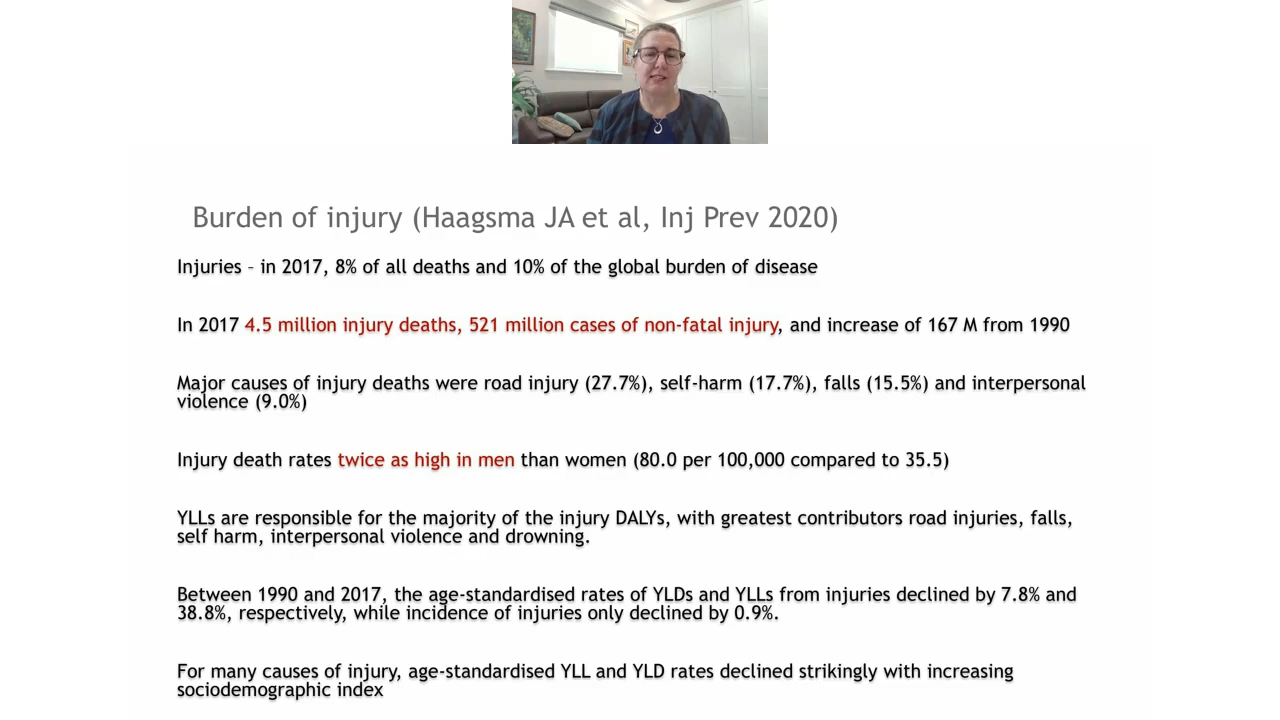 Burden of injury (Haagsma JA et al, Inj Prev 2020)
Injuries – in 2017, 8% of all deaths and 10% of the global burden of disease
In 2017 4.5 million injury deaths, 521 million cases of non-fatal injury, and increase of 167 M from 1990
Major causes of injury deaths were road injury (27.7%), self-harm (17.7%), falls (15.5%) and interpersonal
violence (9.0%)
Injury death rates twice as high in men than women (80.0 per 100,000 compared to 35.5)
YLLs are responsible for the majority of the injury DALYs, with greatest contributors road injuries, falls,
self harm, interpersonal violence and drowning.
Between 1990 and 2017, the age-standardised rates of YLDs and YLLs from injuries declined by 7.8% and
38.8%, respectively, while incidence of injuries only declined by 0.9%.
For many causes of injury, age-standardised YLL and YLD rates declined strikingly with increasing
sociodemographic index